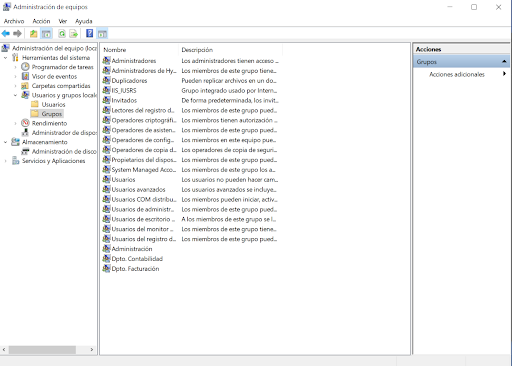 Administración de equipos
Archivo Acción Ver Ayuda
Administración del equipo (loca
Herramientas del sistema
Programador de tareas
Visor de eventos
Carpetas compartidas
Usuarios y grupos locale
Usuarios
Grupos
Rendimiento
Administrador de dispos
Almacenamiento
Administración de disco
Servicios y Aplicaciones
Nombre Descripción
Administradores Los administradores tienen acceso ...
Administradores de Hy... Los miembros de este grupo tiene...
Duplicadores Pueden replicar archivos en un do...
IIS_IUSRS Grupo integrado usado por Intern...
Invitados De forma predeterminada, los invit...
Lectores del registro d... Los miembros de este grupo pued...
Operadores criptográfi... Los miembros tienen autorización ...
Operadores de asisten... Los miembros de este grupo pued...
Operadores de config... Los miembros en este equipo pue...
Operadores de copia d... Los operadores de copia de seguri...
Propietarios del dispos... Los miembros de este grupo pued...
System Managed Acco... Los miembros de este grupo los a...
Usuarios Los usuarios no pueden hacer cam...
Usuarios avanzados Los usuarios avanzados se incluye...
Usuarios COM distribu... Los miembros pueden iniciar, activ...
Usuarios de administr... Los miembros de este grupo pued...
Usuarios de escritorio ... A los miembros de este grupo se l...
Usuarios del monitor ... Los miembros de este grupo tiene...
Usuarios del registro d... Los miembros de este grupo pued...
Administración
Dpto. Contabilidad
Dpto. Facturación
Acciones
Grupos
Acciones adicionales